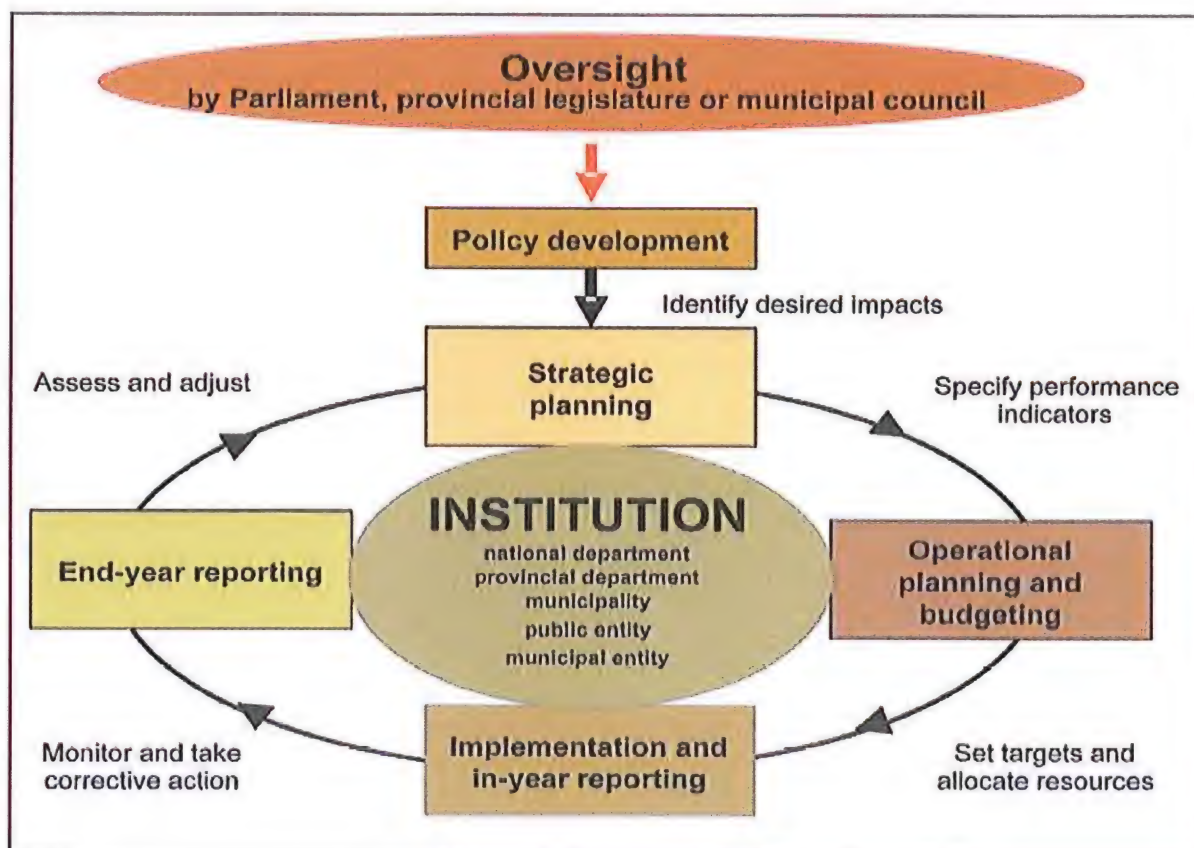 Oversight
by Parliament, provincial legislature or municipal council
Policy development
Identify desired impacts
Strategic
planning
Assess and adjust
Specify performance
indicators
INSTITUTION
national department
provincial department
municipality
public entity
municipal entity
End-year reporting
Operational
planning and
budgeting
Implementation and
in-year reporting
Monitor and take
corrective action
Set targets and
allocate resources